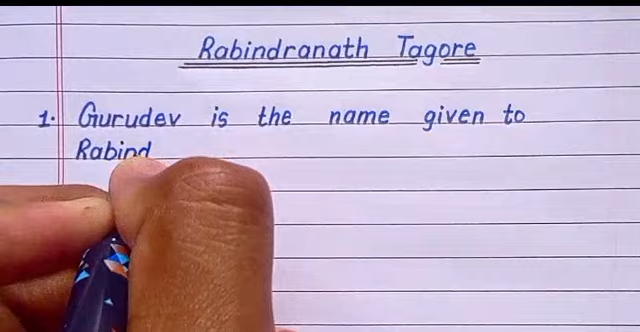 Rabindranath Tagore
1. Gurudev is the name given to
Rabind